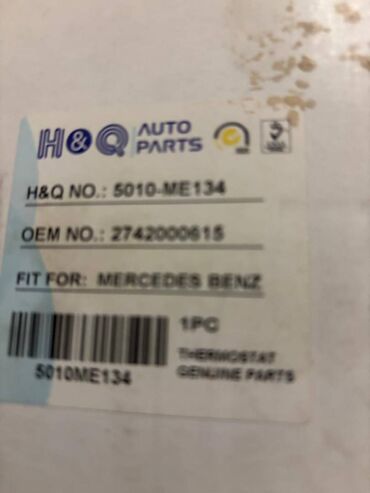 H&Q AUTO PARTS
H&Q NO.: 5010-ME134
OEM NO.: 2742000615
FIT FOR: MERCEDES BENZ
1PC
THERMOSTAT
GENUINE PARTS
5010ME134